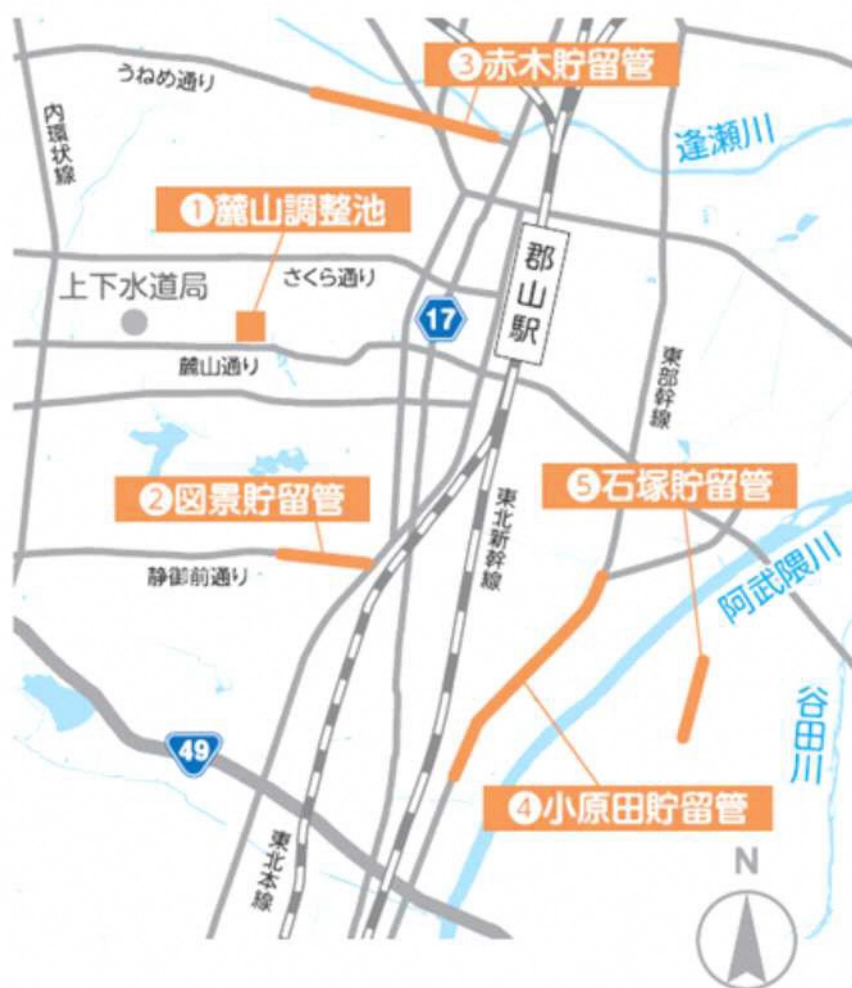 ③赤木貯留管
うねめ通り
内環状線
逢瀬川
①麓山調整池
郡山駅
上下水道局
さくら通り
17
麓山通り
東部幹線
②図景貯留管
⑤石塚貯留管
東北新幹線
静御前通り
阿武隈川
谷田川
49
④小原田貯留管
東北本線
N